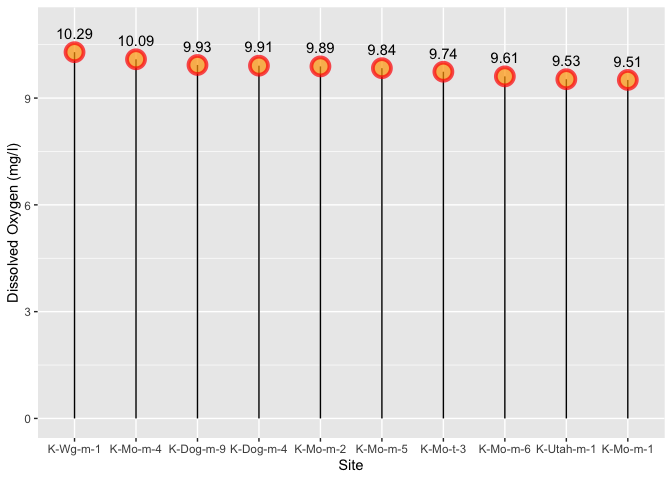 10.29 10.09 9.93 9.91 9.89 9.84 9.74 9.61 9.53 9.51
Dissolved Oxygen (mg/l)
9
6
3
0
K-Wg-m-1 K-Mo-m-4 K-Dog-m-9 K-Dog-m-4 K-Mo-m-2 K-Mo-m-5 K-Mo-t-3 K-Mo-m-6 K-Utah-m-1 K-Mo-m-1
Site